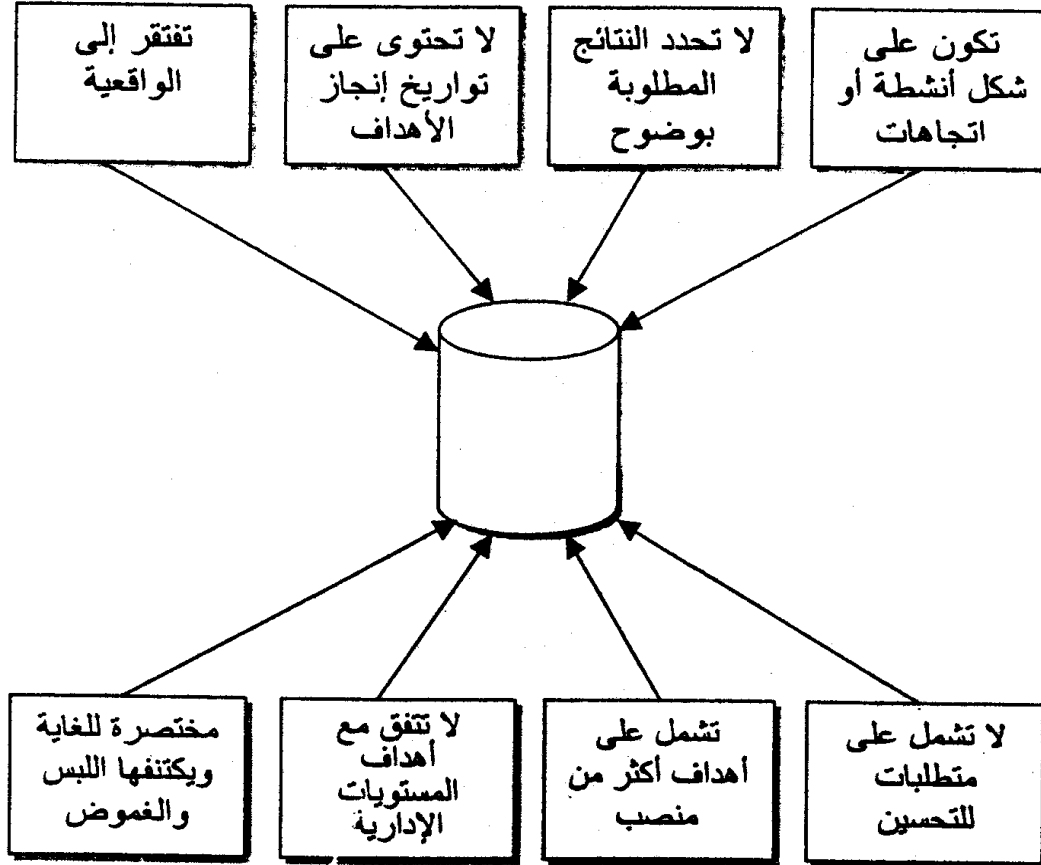 تكون على
شكل أنشطة أو
اتجاهات
لا تحدد النتائج
المطلوبة
بوضوح
لا تحتوى على
تواريخ إنجاز
الأهداف
تفتقر إلى
الواقعية
لا تشمل على
متطلبات
للتحسين
تشمل على
أهداف أكثر من
منصب
لا تتفق مع
أهداف
المستويات
الإدارية
مختصرة للغاية
ويكتنفها اللبس
والغموض